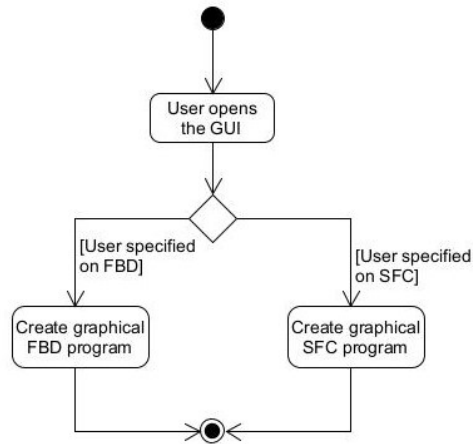 User opens
the GUI
[User specified
on FBD]
[User specified
on SFC]
Create graphical
FBD program
Create graphical
SFC program